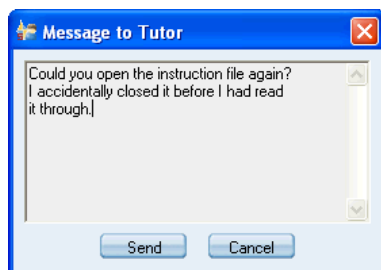 Message to Tutor
Could you open the instruction file again?
I accidentally closed it before I had read
it through.
Send
Cancel